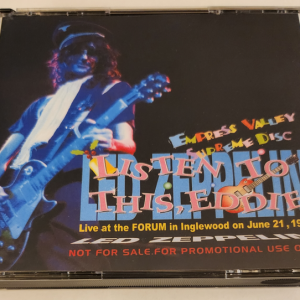 EMPRESS VALLEY
SUPREME DISC
LED ZEPPELIN
LISTEN TO
THIS, EDDIE
Live at the FORUM in Inglewood on June 21, 19
LED ZEPPELIN
NOT FOR SALE.FOR PROMOTIONAL USE O